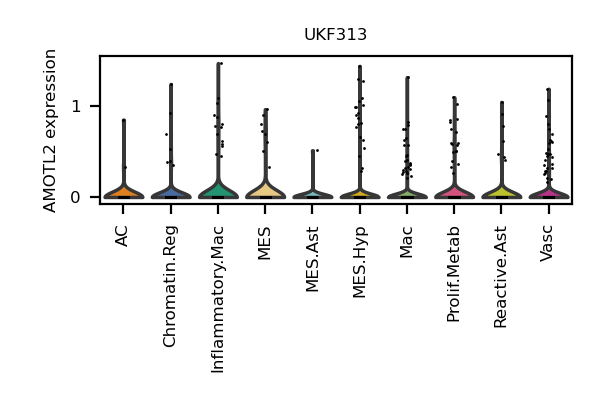 UKF313
AMOTL2 expression
1
0
AC
Chromatin.Reg
Inflammatory.Mac
MES
MES.Ast
MES.Hyp
Mac
Prolif.Metab
Reactive.Ast
Vasc